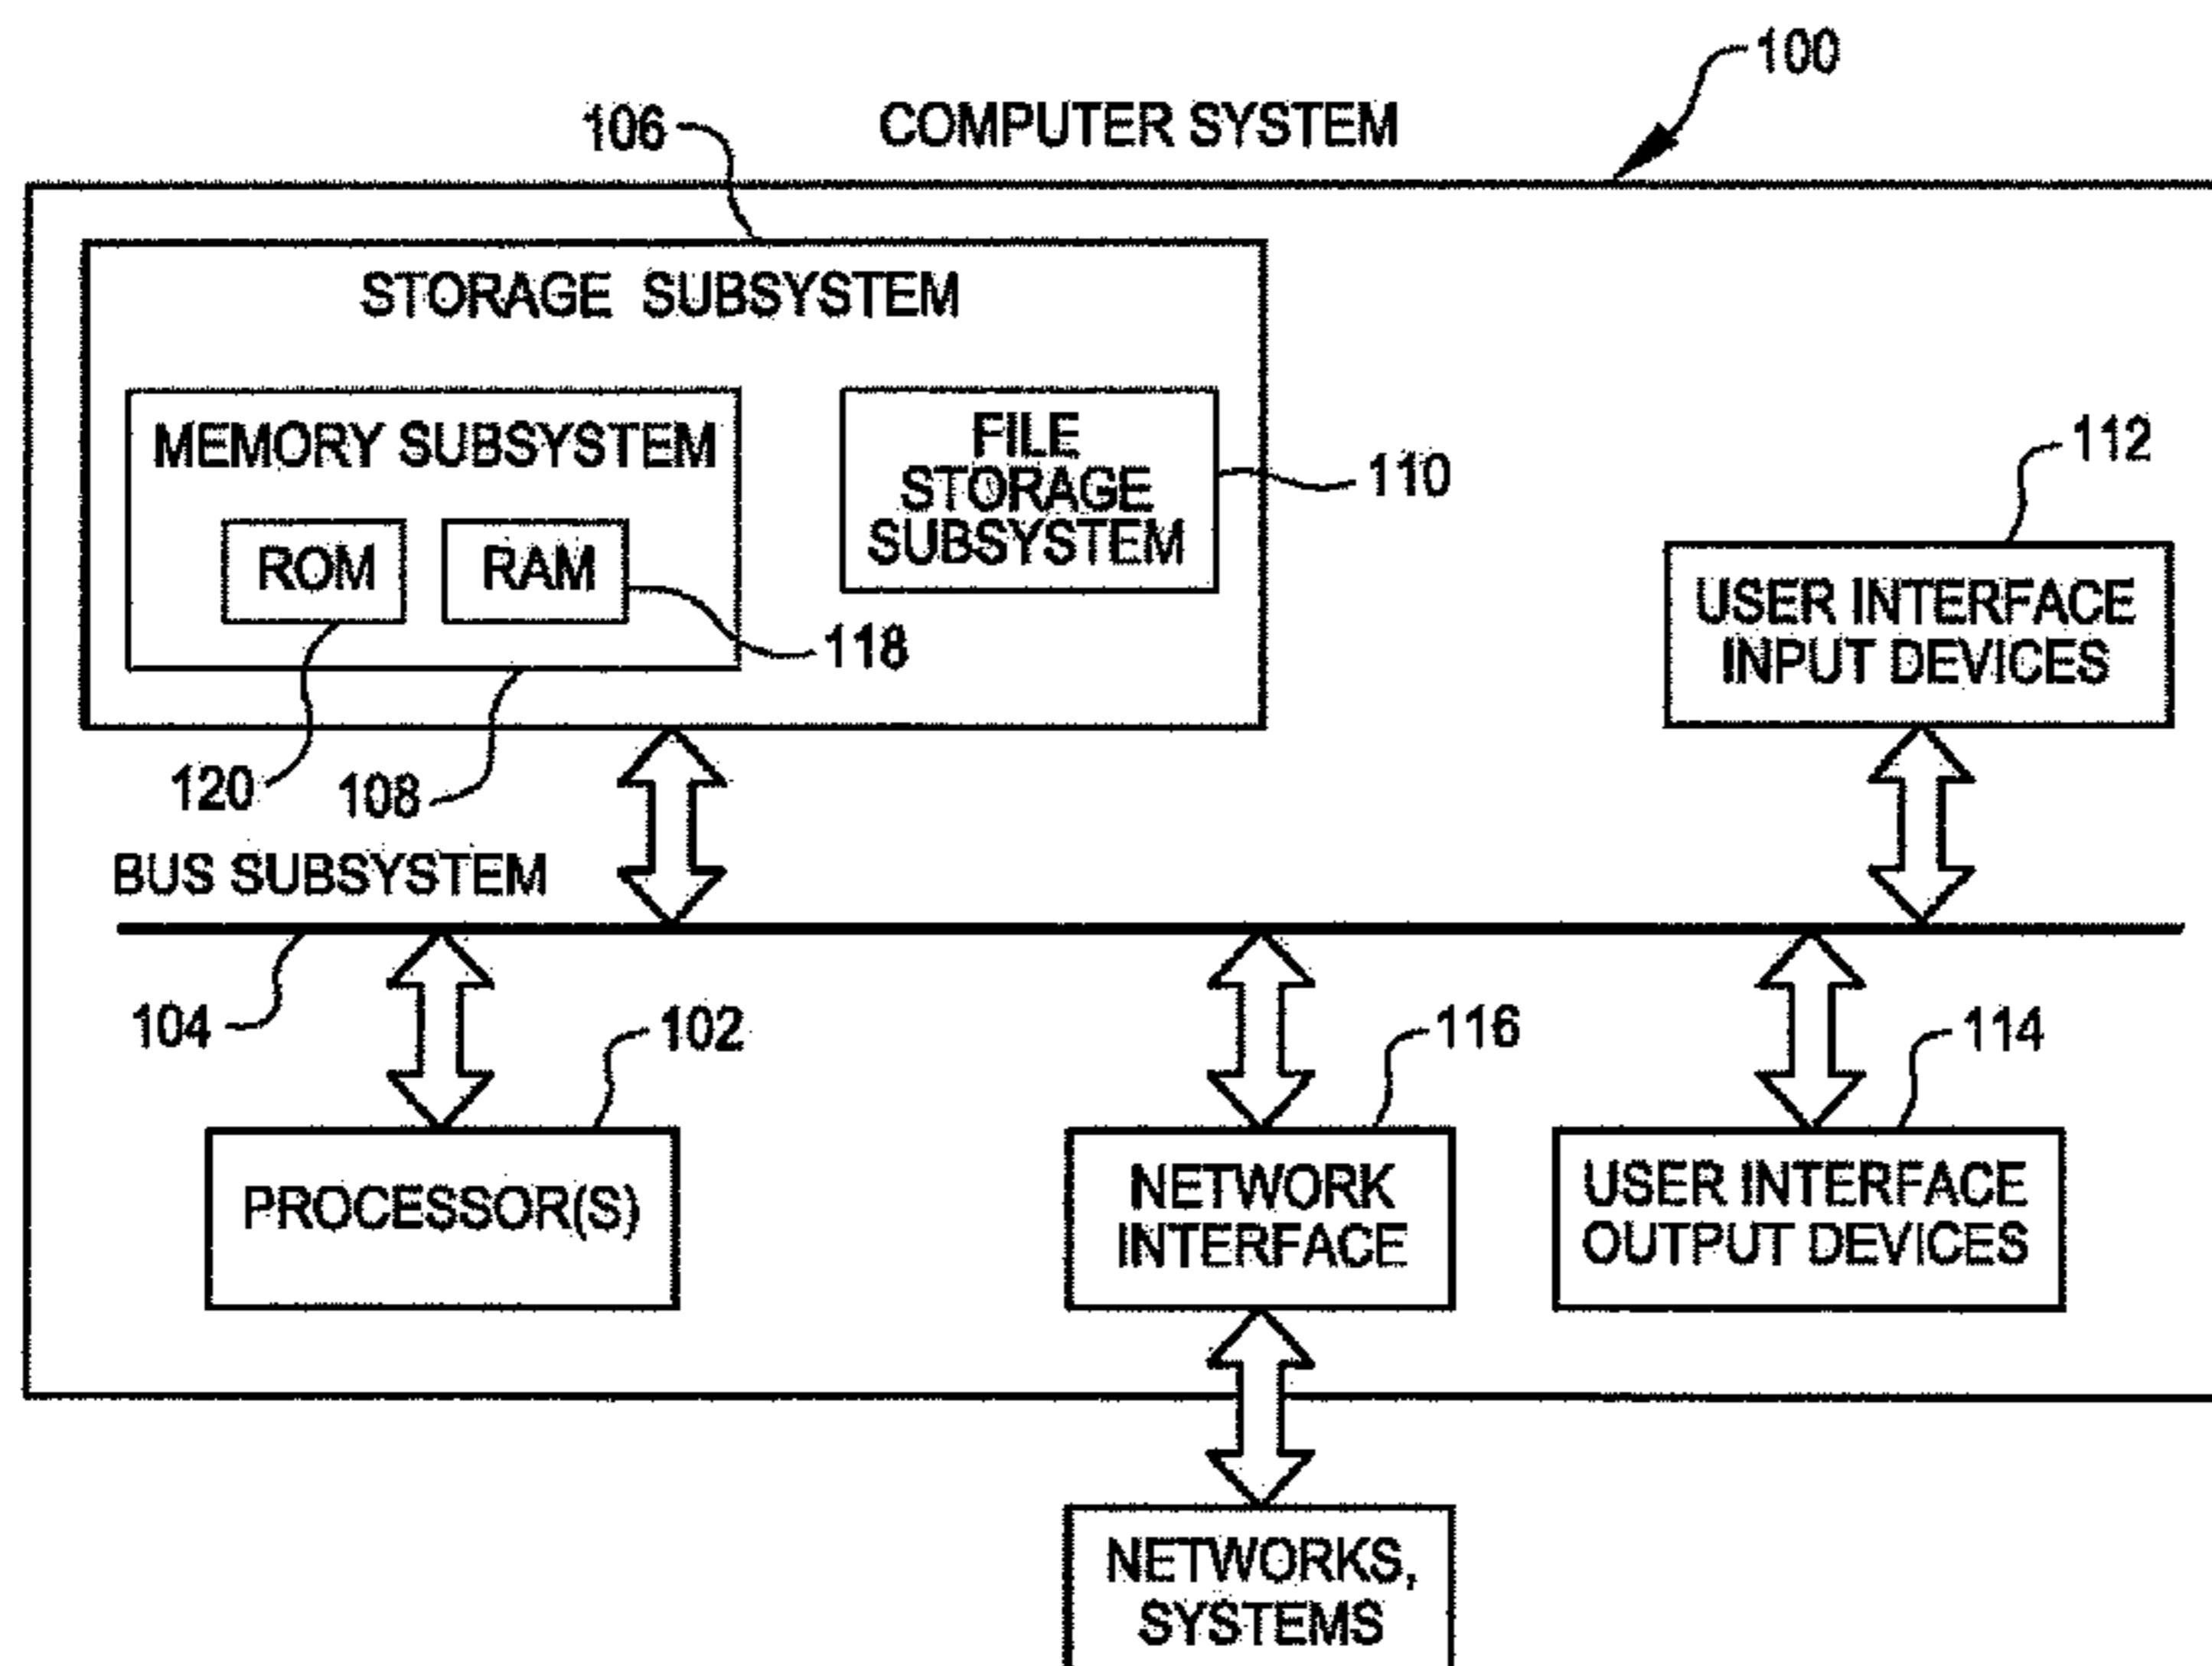 100
106
COMPUTER SYSTEM
STORAGE SUBSYSTEM
MEMORY SUBSYSTEM
FILE
STORAGE
SUBSYSTEM
110
112
ROM
RAM
118
USER INTERFACE
INPUT DEVICES
120
108
BUS SUBSYSTEM
104
102
116
114
PROCESSOR(S)
NETWORK
INTERFACE
USER INTERFACE
OUTPUT DEVICES
NETWORKS,
SYSTEMS